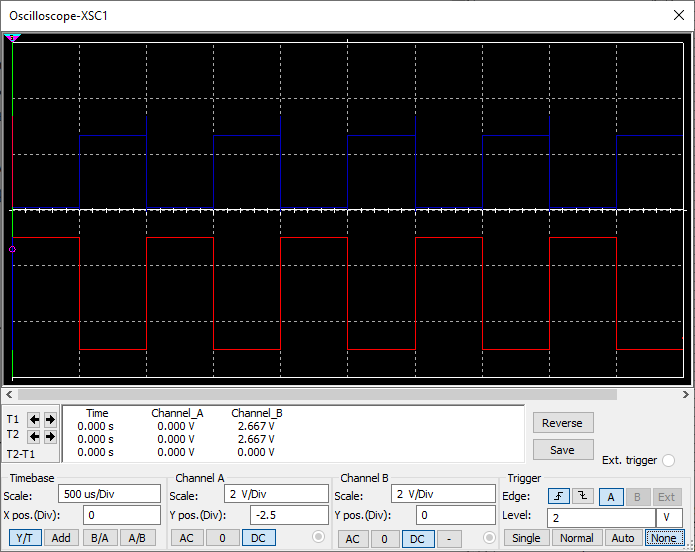 Oscilloscope-XSC1
Time Channel_A Channel_B
T1 0.000 s 0.000 V 2.667 V
T2 0.000 s 0.000 V 2.667 V
T2-T1 0.000 s 0.000 V 0.000 V
Reverse
Save
Ext. trigger
Timebase Channel A Channel B Trigger
Scale: 500 us/Div Scale: 2 V/Div Scale: 2 V/Div Edge: A B Ext
X pos.(Div): 0 Y pos.(Div): -2.5 Y pos.(Div): 0 Level: 2 V
Y/T Add B/A A/B AC 0 DC AC 0 DC - Single Normal Auto None